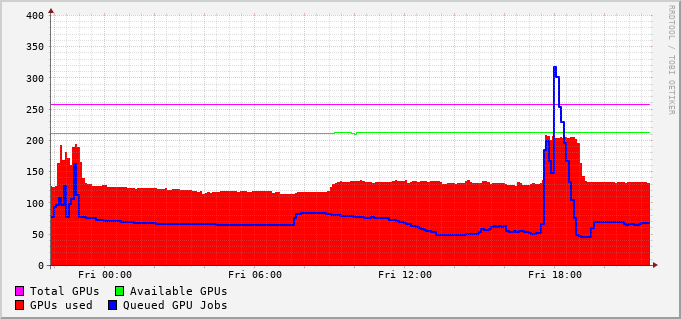 400
350
300
250
200
150
100
50
0
Fri 00:00 Fri 06:00 Fri 12:00 Fri 18:00
Total GPUs Available GPUs
GPUs used Queued GPU Jobs
RRDTOOL / TOBI OETIKER